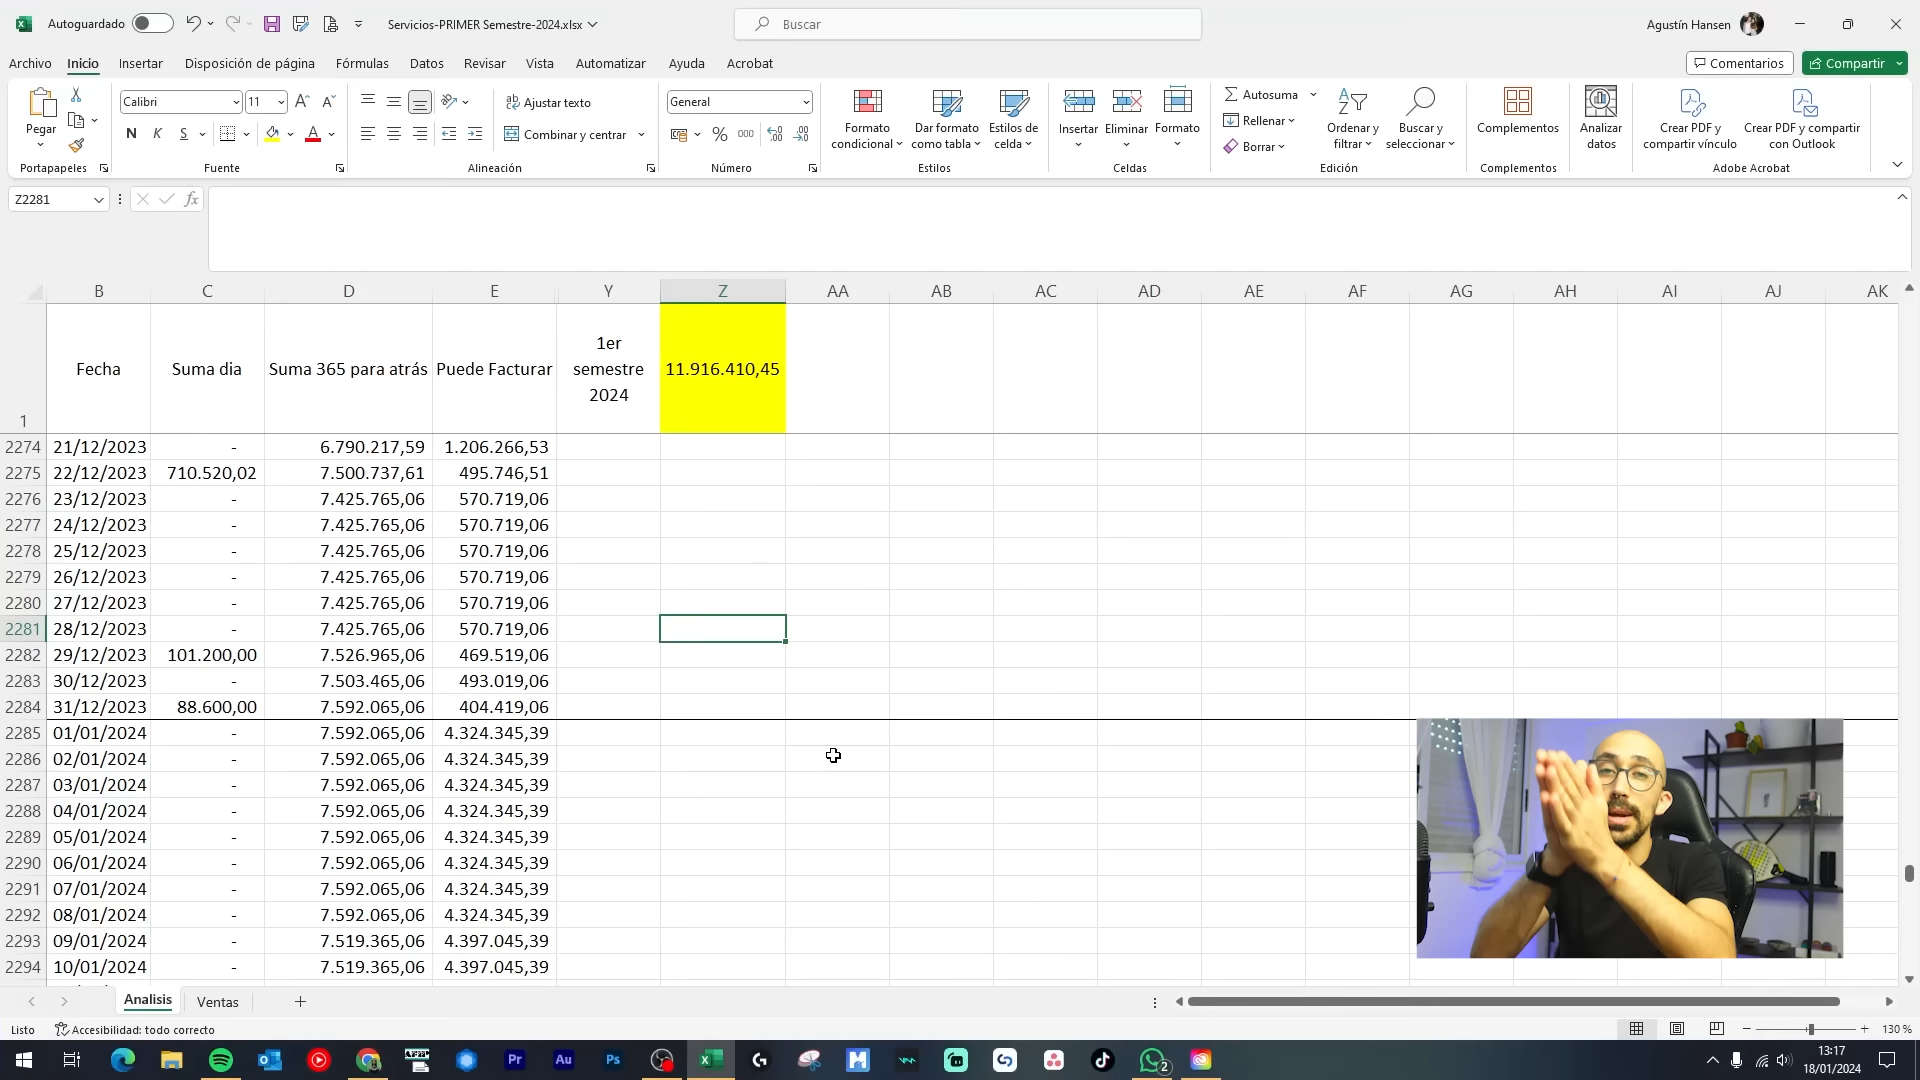 Autoguardado
Servicios-PRIMER Semestre-2024.xlsx
Buscar
Agustín Hansen
Archivo Inicio Insertar Disposición de página Fórmulas Datos Revisar Vista Automatizar Ayuda Acrobat
Comentarios Compartir
Pegar
Portapapeles
Calibri 11
N K S
Fuente
Ajustar texto
Combinar y centrar
Alineación
General
% 000
Número
Formato condicional
Dar formato como tabla
Estilos de celda
Estilos
Insertar Eliminar Formato
Celdas
Autosuma
Rellenar
Borrar
Ordenar y filtrar
Buscar y seleccionar
Edición
Complementos
Complementos
Analizar datos
Crear PDF y compartir vínculo
Crear PDF y compartir con Outlook
Adobe Acrobat
Z2281
fx
B C D E Y Z AA AB AC AD AE AF AG AH AI AJ AK
1 Fecha Suma dia Suma 365 para atrás Puede Facturar 1er semestre 2024 11.916.410,45
2274 21/12/2023 - 6.790.217,59 1.206.266,53
2275 22/12/2023 710.520,02 7.500.737,61 495.746,51
2276 23/12/2023 - 7.425.765,06 570.719,06
2277 24/12/2023 - 7.425.765,06 570.719,06
2278 25/12/2023 - 7.425.765,06 570.719,06
2279 26/12/2023 - 7.425.765,06 570.719,06
2280 27/12/2023 - 7.425.765,06 570.719,06
2281 28/12/2023 - 7.425.765,06 570.719,06
2282 29/12/2023 101.200,00 7.526.965,06 469.519,06
2283 30/12/2023 - 7.503.465,06 493.019,06
2284 31/12/2023 88.600,00 7.592.065,06 404.419,06
2285 01/01/2024 - 7.592.065,06 4.324.345,39
2286 02/01/2024 - 7.592.065,06 4.324.345,39
2287 03/01/2024 - 7.592.065,06 4.324.345,39
2288 04/01/2024 - 7.592.065,06 4.324.345,39
2289 05/01/2024 - 7.592.065,06 4.324.345,39
2290 06/01/2024 - 7.592.065,06 4.324.345,39
2291 07/01/2024 - 7.592.065,06 4.324.345,39
2292 08/01/2024 - 7.592.065,06 4.324.345,39
2293 09/01/2024 - 7.519.365,06 4.397.045,39
2294 10/01/2024 - 7.519.365,06 4.397.045,39
Analisis Ventas
Listo Accesibilidad: todo correcto
130 %
Pr Au Ps
2
13:17
18/01/2024